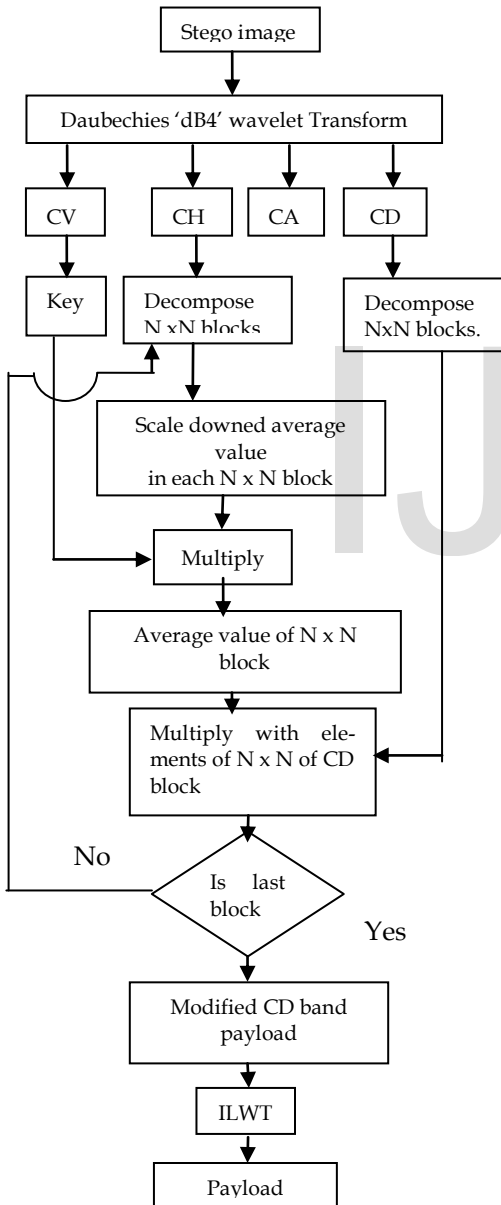 Stego image
Daubechies ‘dB4’ wavelet Transform
CV
CH
CA
CD
Key
Decompose
N xN blocks
Decompose
NxN blocks.
Scale downed average
value
in each N x N block
IJ
Multiply
Average value of N x N
block
Multiply with ele-
ments of N x N of CD
block
No
Is last
block
Yes
Modified CD band
payload
ILWT
Payload